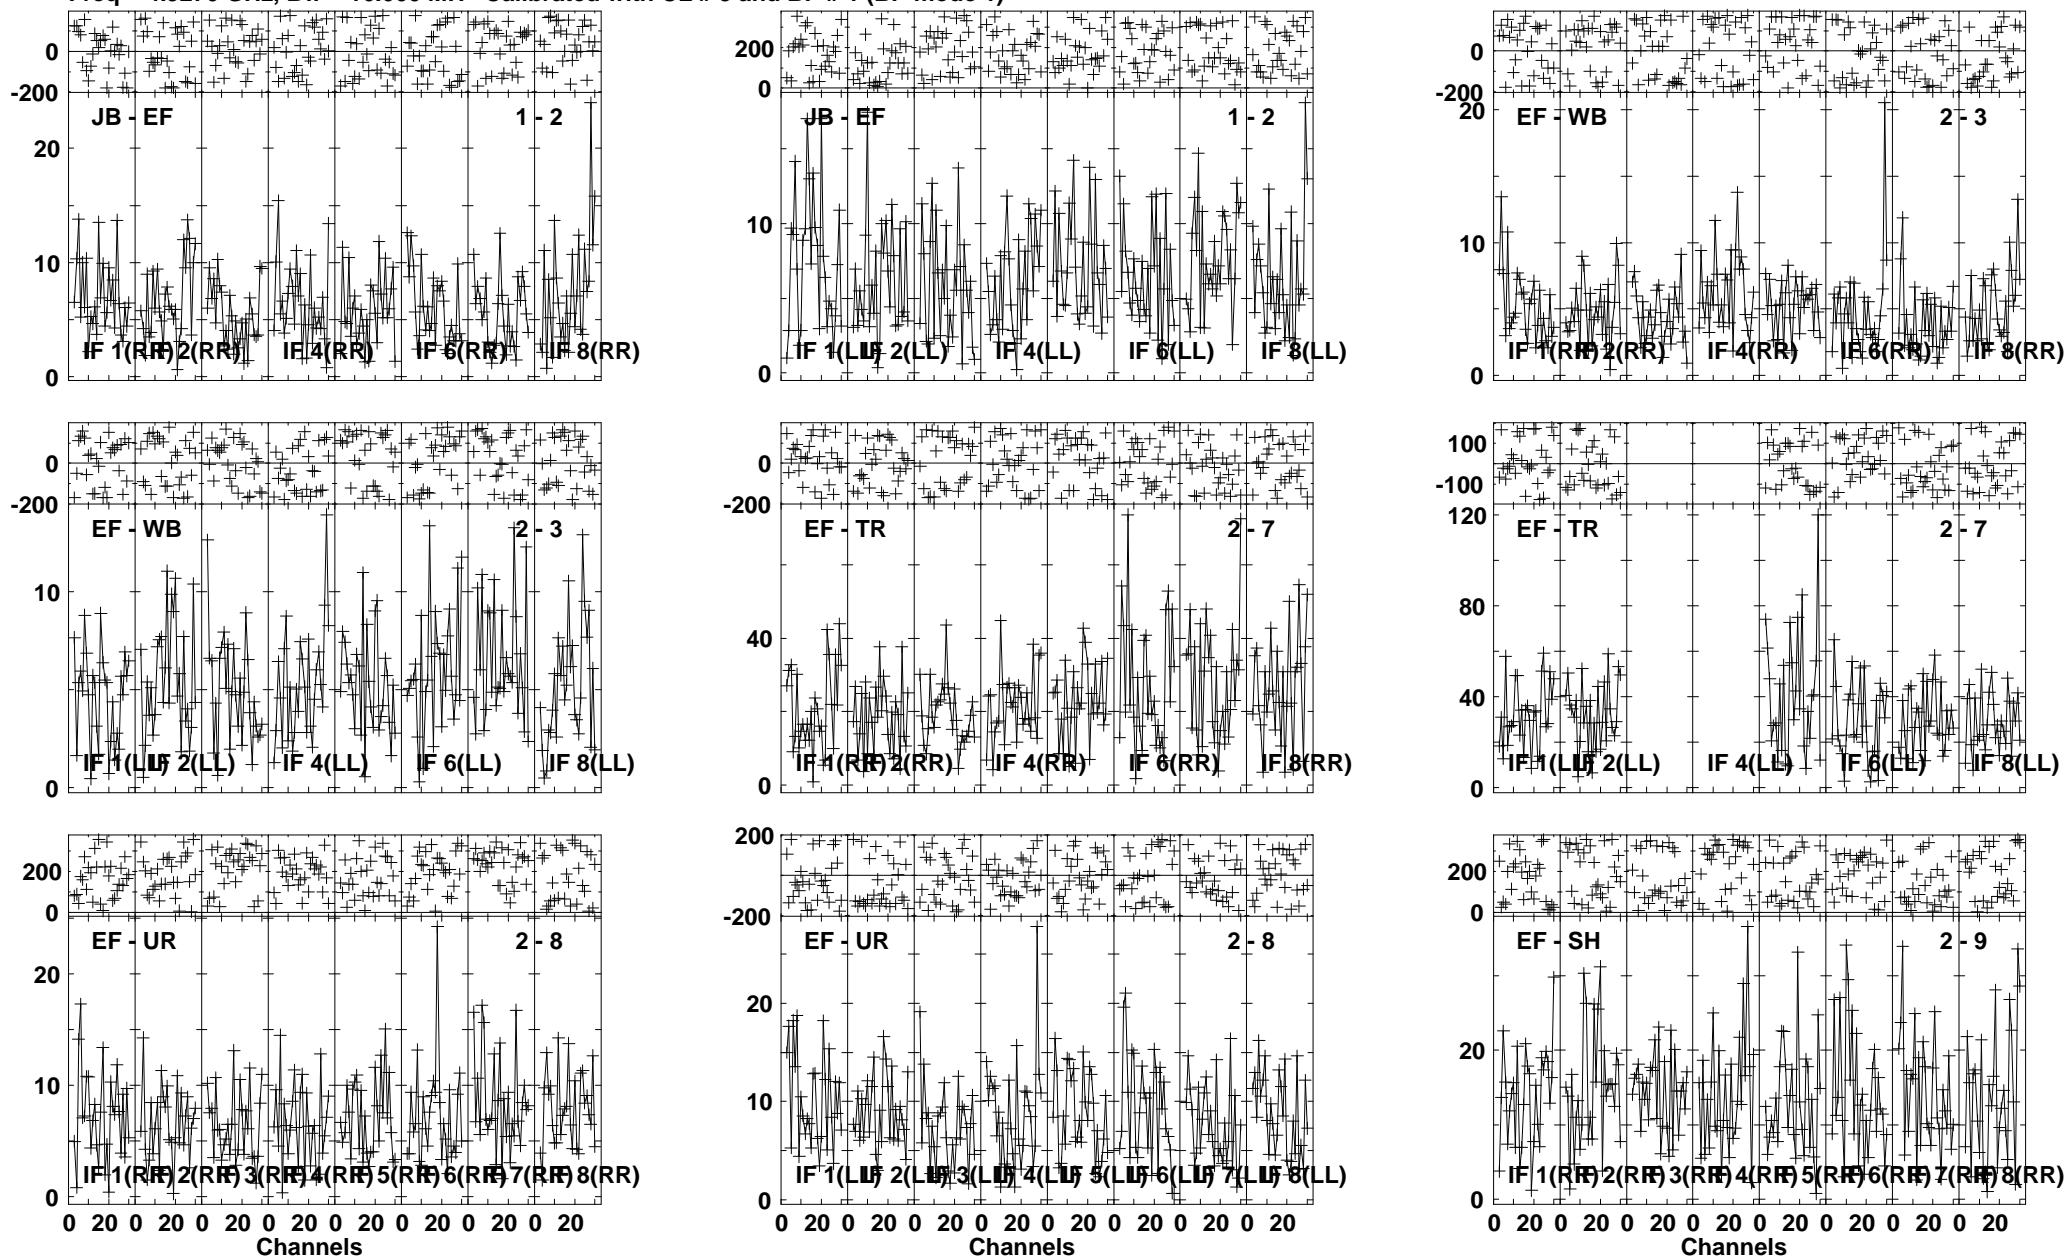 0
-200
JB - EF 1 - 2
20
10
0
IF 1(RR) IF 2(RR) IF 4(RR) IF 6(RR) IF 8(RR)
200
0
JB - EF 1 - 2
10
0
IF 1(LL) IF 2(LL) IF 4(LL) IF 6(LL) IF 8(LL)
0
-200
20
EF - WB 2 - 3
10
0
IF 1(RR) IF 2(RR) IF 4(RR) IF 6(RR) IF 8(RR)
0
-200
EF - WB 2 - 3
10
0
IF 1(LL) IF 2(LL) IF 4(LL) IF 6(LL) IF 8(LL)
0
-200
EF - TR 2 - 7
40
0
IF 1(RR) IF 2(RR) IF 4(RR) IF 6(RR) IF 8(RR)
100
-100
120
EF - TR 2 - 7
80
40
0
IF 1(LL) IF 2(LL) IF 4(LL) IF 6(LL) IF 8(LL)
200
0
EF - UR 2 - 8
20
10
0
IF 1(RR) IF 2(RR) IF 3(RR) IF 4(RR) IF 5(RR) IF 6(RR) IF 7(RR) IF 8(RR)
0 20 0 20 0 20 0 20 0 20 0 20 0 20 0 20
Channels
200
-200
EF - UR 2 - 8
20
10
0
IF 1(LL) IF 2(LL) IF 3(LL) IF 4(LL) IF 5(LL) IF 6(LL) IF 7(LL) IF 8(LL)
0 20 0 20 0 20 0 20 0 20 0 20 0 20 0 20
Channels
200
0
EF - SH 2 - 9
20
0
IF 1(RR) IF 2(RR) IF 3(RR) IF 4(RR) IF 5(RR) IF 6(RR) IF 7(RR) IF 8(RR)
0 20 0 20 0 20 0 20 0 20 0 20 0 20 0 20
Channels